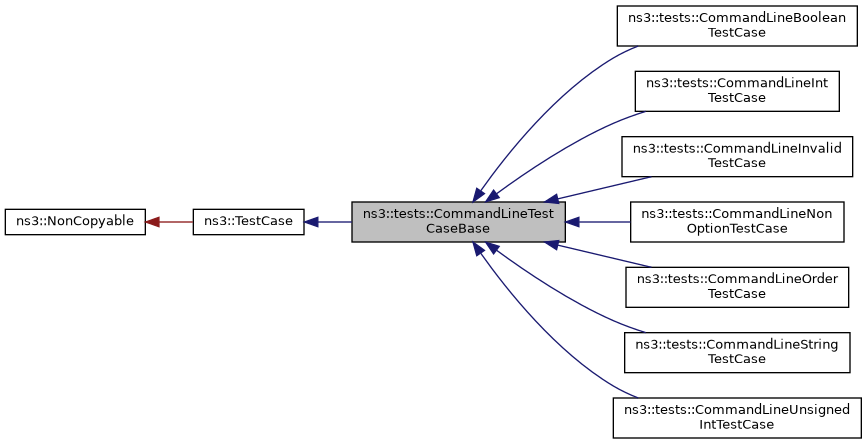 ns3::NonCopyable
ns3::TestCase
ns3::tests::CommandLineTest
CaseBase
ns3::tests::CommandLineBoolean
TestCase
ns3::tests::CommandLineInt
TestCase
ns3::tests::CommandLineInvalid
TestCase
ns3::tests::CommandLineNon
OptionTestCase
ns3::tests::CommandLineOrder
TestCase
ns3::tests::CommandLineString
TestCase
ns3::tests::CommandLineUnsigned
IntTestCase